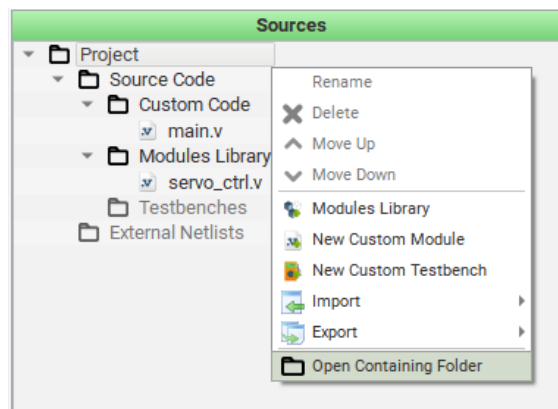 Sources
Project
Source Code
Custom Code
main.v
Modules Library
servo_ctrl.v
Testbenches
External Netlists
Rename
Delete
Move Up
Move Down
Modules Library
New Custom Module
New Custom Testbench
Import
Export
Open Containing Folder